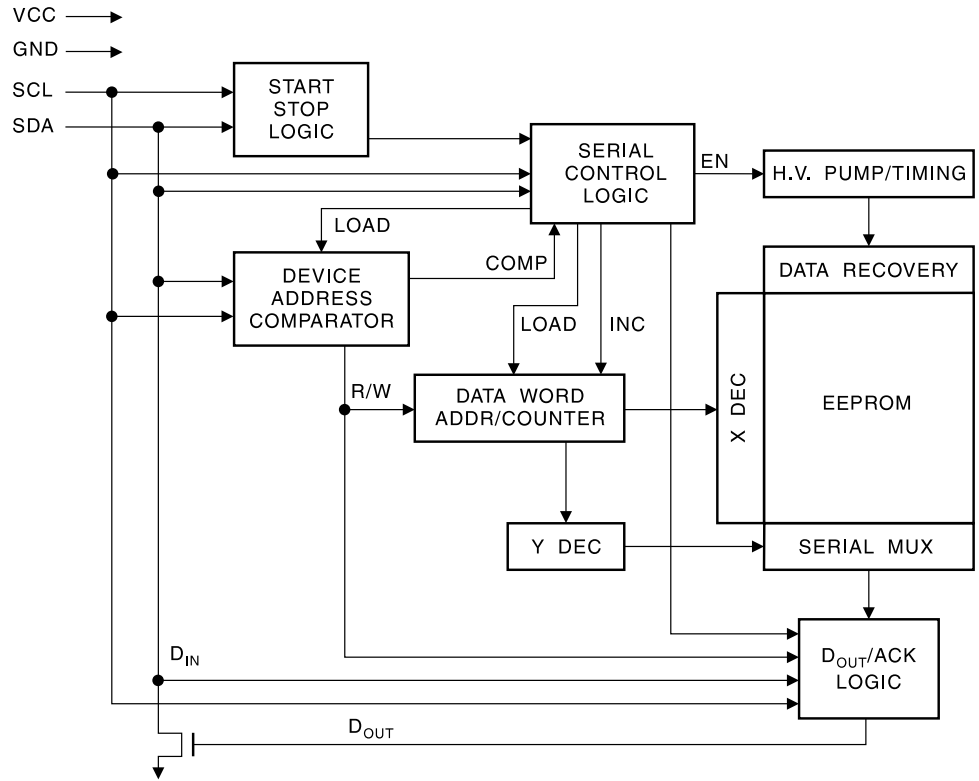 VCC
GND
SCL
SDA
START
STOP
LOGIC
SERIAL
CONTROL
LOGIC
EN
H.V. PUMP/TIMING
LOAD
COMP
DATA RECOVERY
DEVICE
ADDRESS
COMPARATOR
LOAD
INC
R/W
DATA WORD
ADDR/COUNTER
X DEC
EEPROM
Y DEC
SERIAL MUX
DIN
DOUT/ACK
LOGIC
DOUT